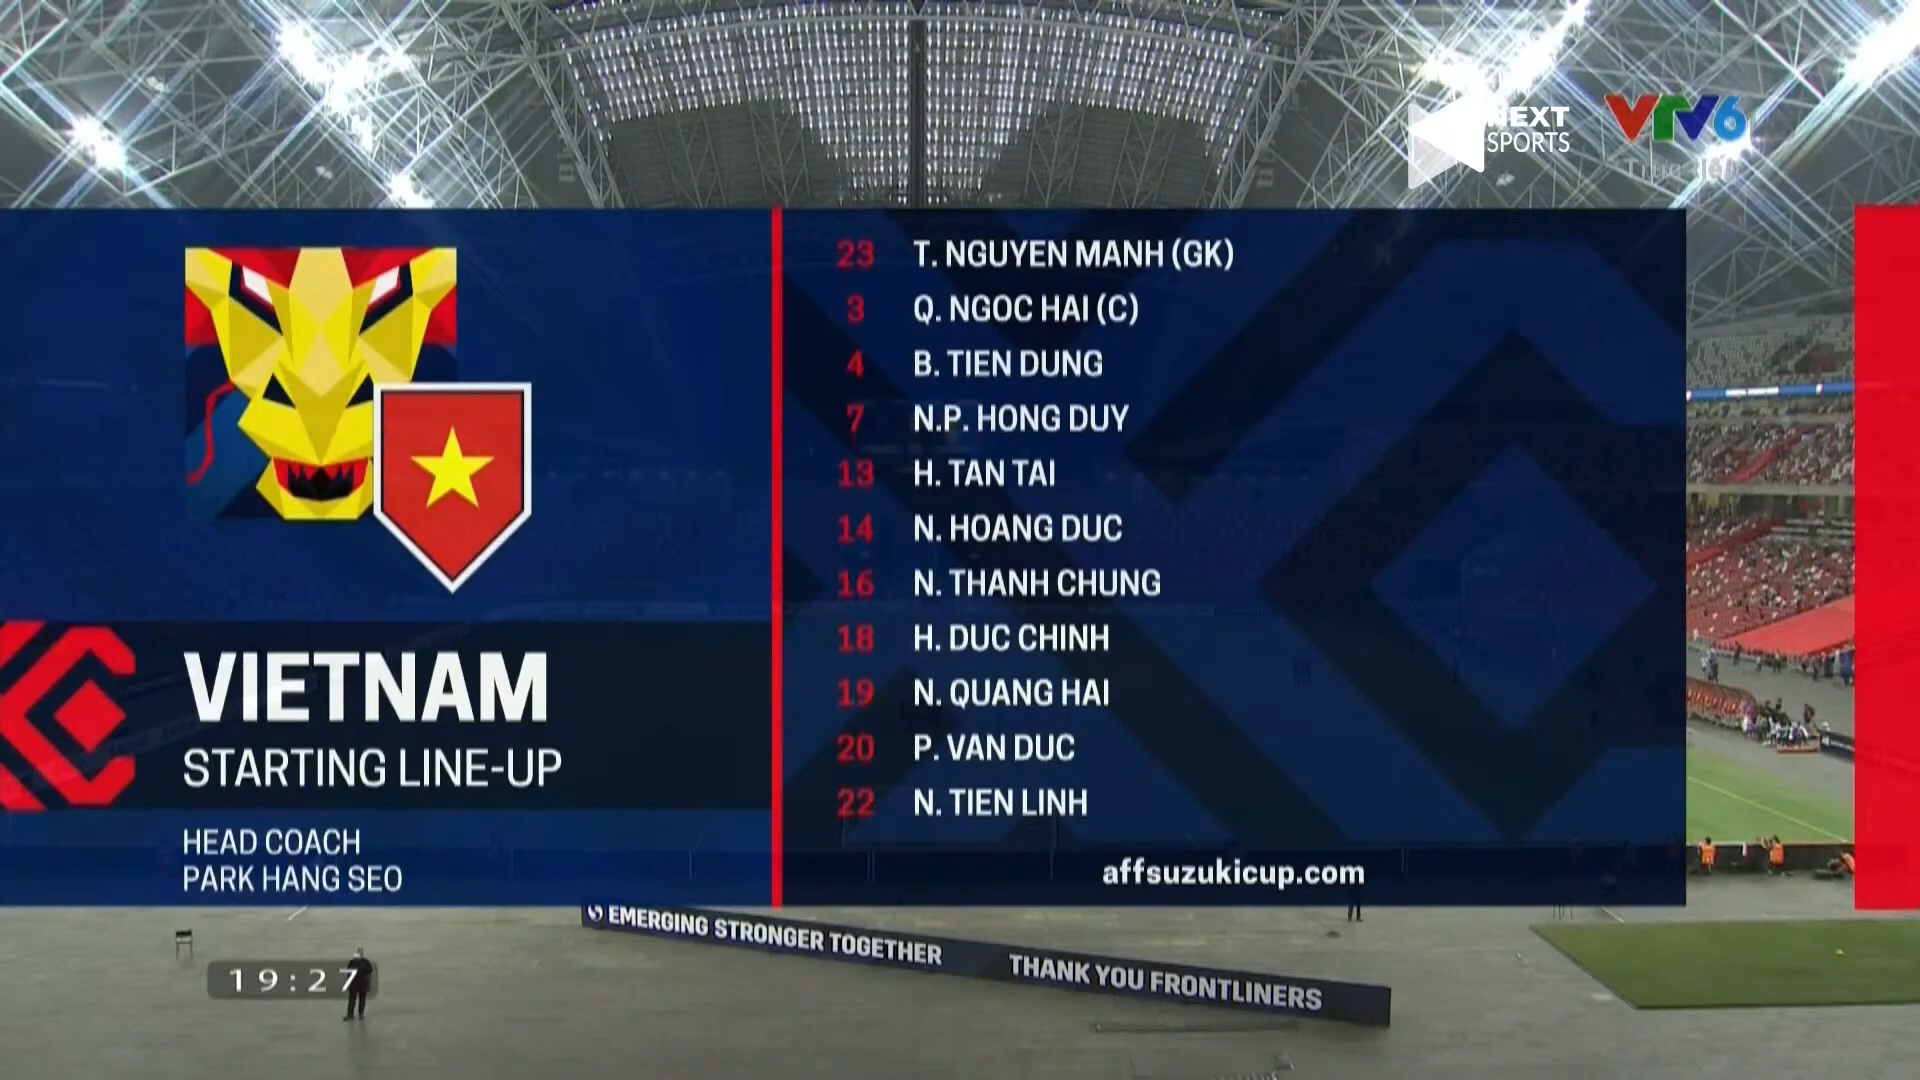 NEXT
SPORTS
VTV6
Trực tiếp
23 T. NGUYEN MANH (GK)
3 Q. NGOC HAI (C)
4 B. TIEN DUNG
7 N.P. HONG DUY
13 H. TAN TAI
14 N. HOANG DUC
16 N. THANH CHUNG
18 H. DUC CHINH
19 N. QUANG HAI
20 P. VAN DUC
22 N. TIEN LINH
VIETNAM
STARTING LINE-UP
HEAD COACH
PARK HANG SEO
affsuzukicup.com
EMERGING STRONGER TOGETHER THANK YOU FRONTLINERS
19:27